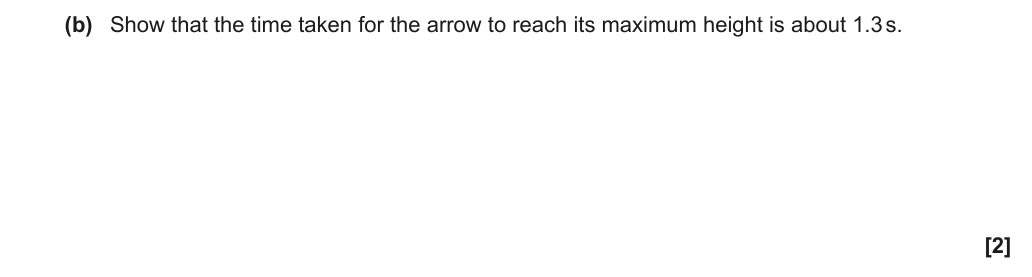 (b) Show that the time taken for the arrow to reach its maximum height is about 1.3 s.
[2]